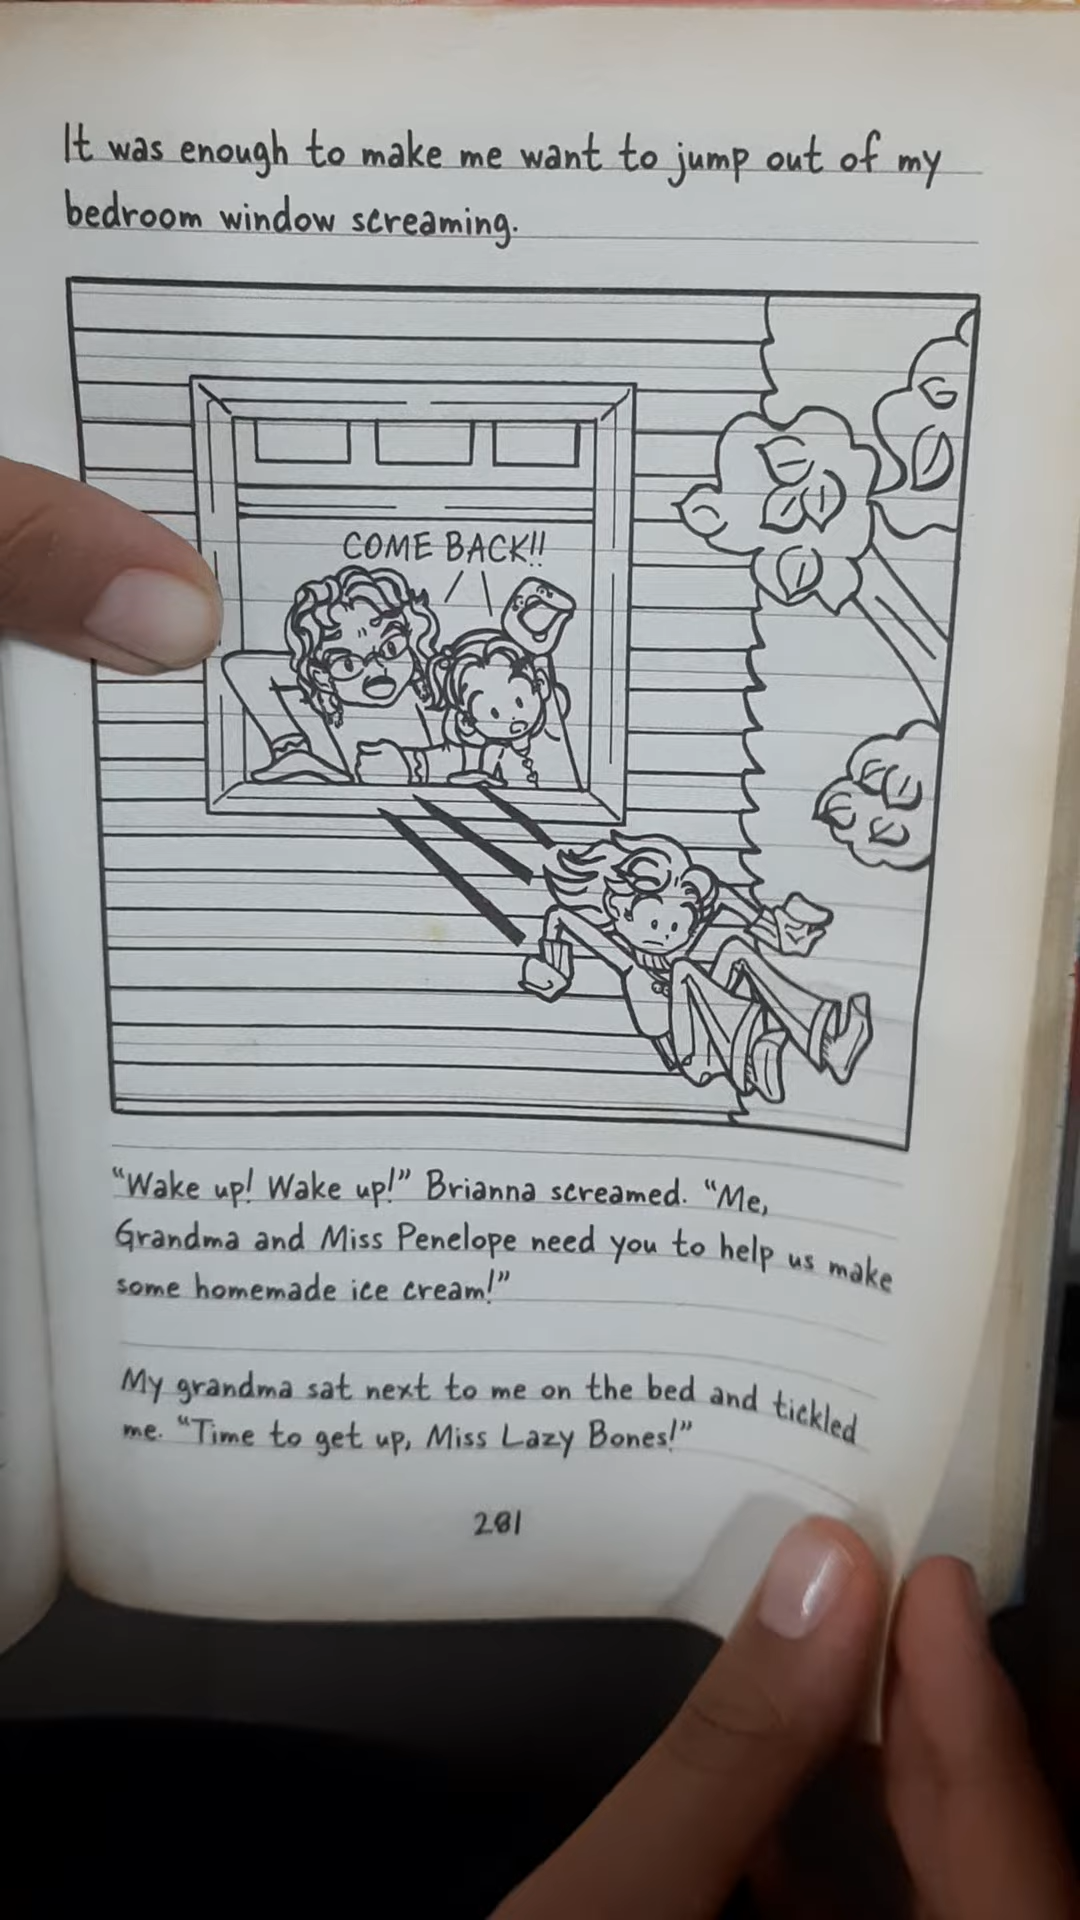 It was enough to make me want to jump out of my
bedroom window screaming.
COME BACK!!
"Wake up! Wake up!" Brianna screamed. "Me,
Grandma and Miss Penelope need you to help us make
some homemade ice cream!"
My grandma sat next to me on the bed and tickled
me. "Time to get up, Miss Lazy Bones!"
281